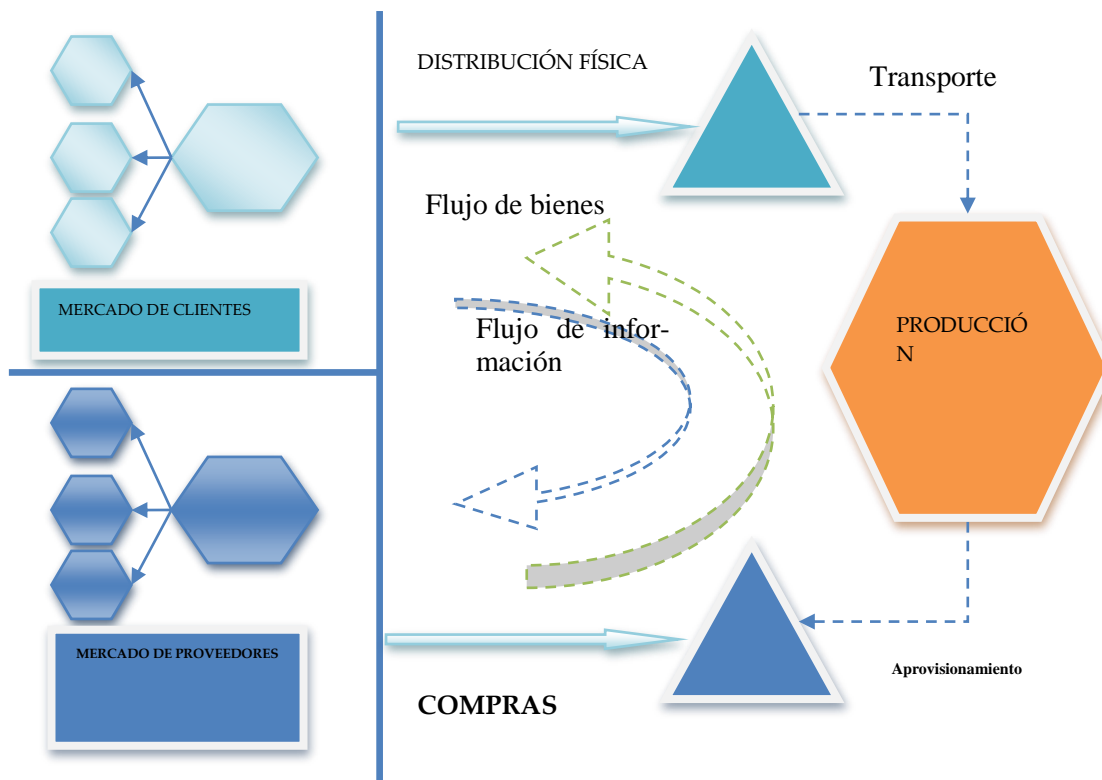 DISTRIBUCIÓN FÍSICA
Transporte
Flujo de bienes
MERCADO DE CLIENTES
Flujo de infor-
mación
PRODUCCIÓ
N
MERCADO DE PROVEEDORES
Aprovisionamiento
COMPRAS